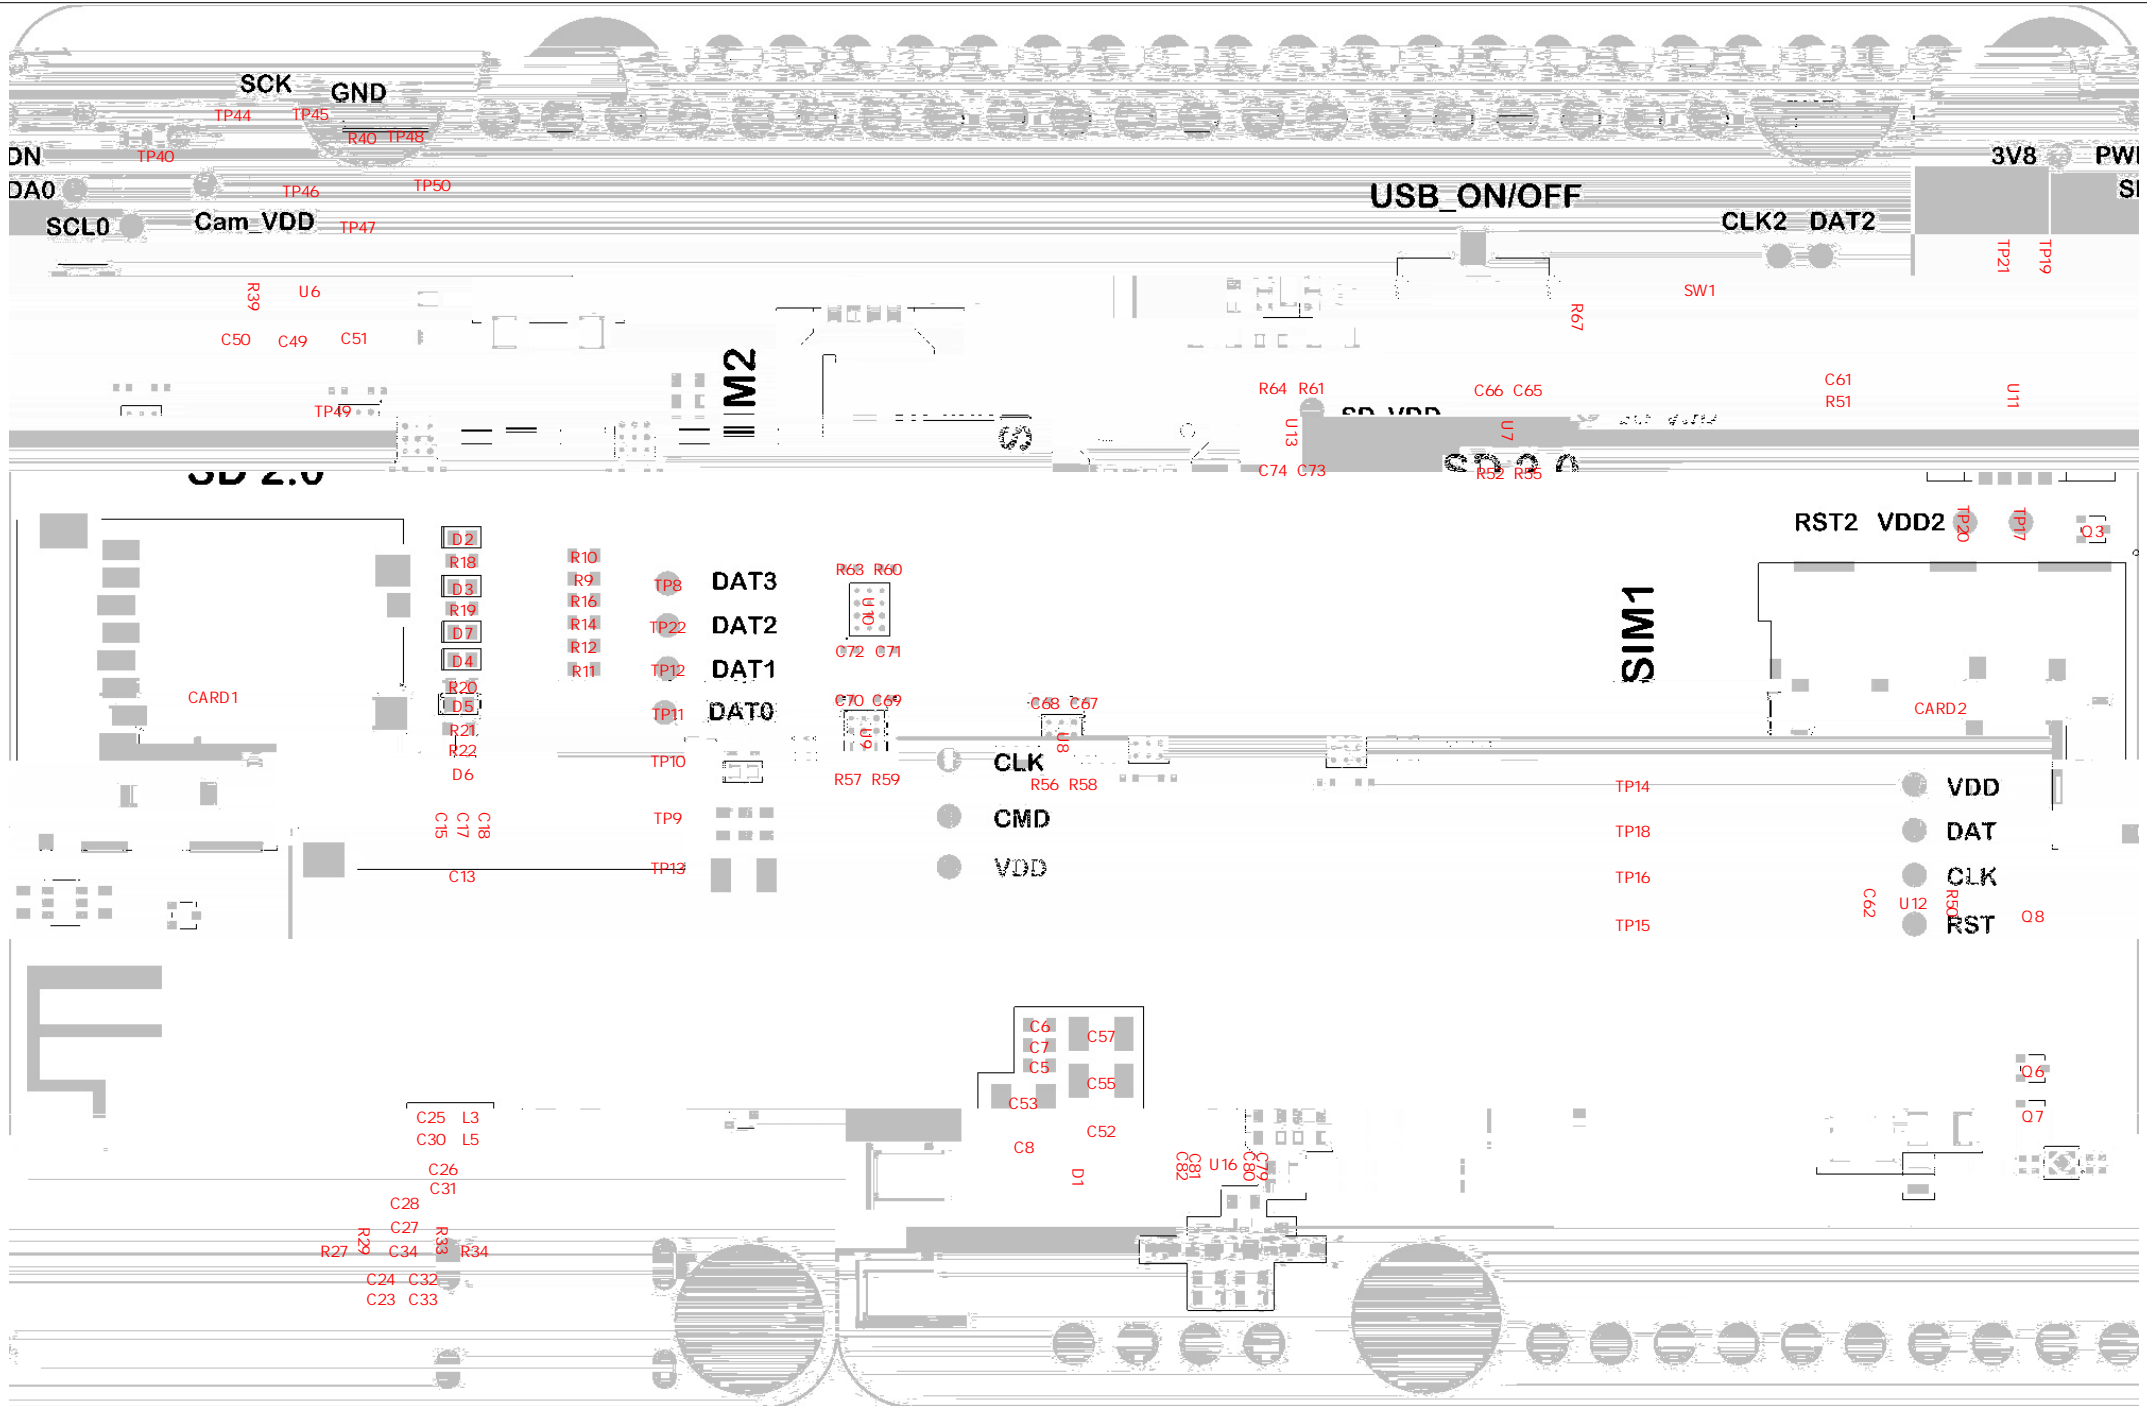 SCK GND
TP44 TP45
R40 TP48
TP40 3V8
TP46 TP50 USB_ON/OFF
SCL0 Cam_VDD TP47 CLK2 DAT2
TP21 TP19
R39 U6 SW1
R67
C50 C49 C51
M2
R64 R61 C66 C65 C61 U11
TP49 R51
U13 U7
C74 C73 R52 R55
SD 2.0
RST2 VDD2 TP20 TP17 Q3
D2
R18 R10
D3 R9 TP8 DAT3 R63 R60
R19 R16 U10 SIM1
D7 R14 TP22 DAT2
D4 R12 C72 C71
R20 R11 TP12 DAT1
CARD1 D5 TP11 DAT0 C70 C69 C68 C67 CARD2
R21 U9 U8
R22 TP10 CLK
D6 R57 R59 R56 R58 TP14 VDD
C15 C17 C18 TP9 CMD TP18 DAT
C13 TP13 VDD TP16 CLK
C62 U12 R50 Q8
TP15 RST
C6 C57
C7
C5 C55 Q6
C53
C25 L3 Q7
C30 L5 C8 C52
C26 D1 C82 C81 U16 C80 C79
C31
C28
C27
R27 R29 C34 R33 R34
C24 C32
C23 C33